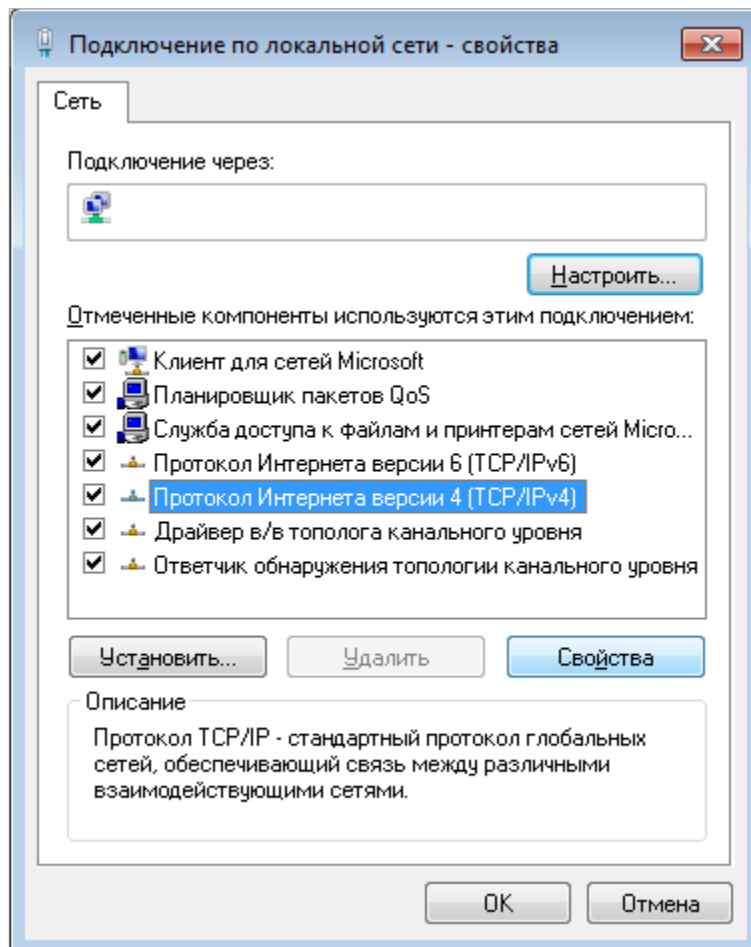 Подключение по локальной сети - свойства
Сеть
Подключение через:
Настроить...
Отмеченные компоненты используются этим подключением:
Клиент для сетей Microsoft
Планировщик пакетов QoS
Служба доступа к файлам и принтерам сетей Micro...
Протокол Интернета версии 6 (TCP/IPv6)
Протокол Интернета версии 4 (TCP/IPv4)
Драйвер в/в тополога канального уровня
Ответчик обнаружения топологии канального уровня
Установить...
Удалить
Свойства
Описание
Протокол TCP/IP - стандартный протокол глобальных
сетей, обеспечивающий связь между различными
взаимодействующими сетями.
OK
Отмена